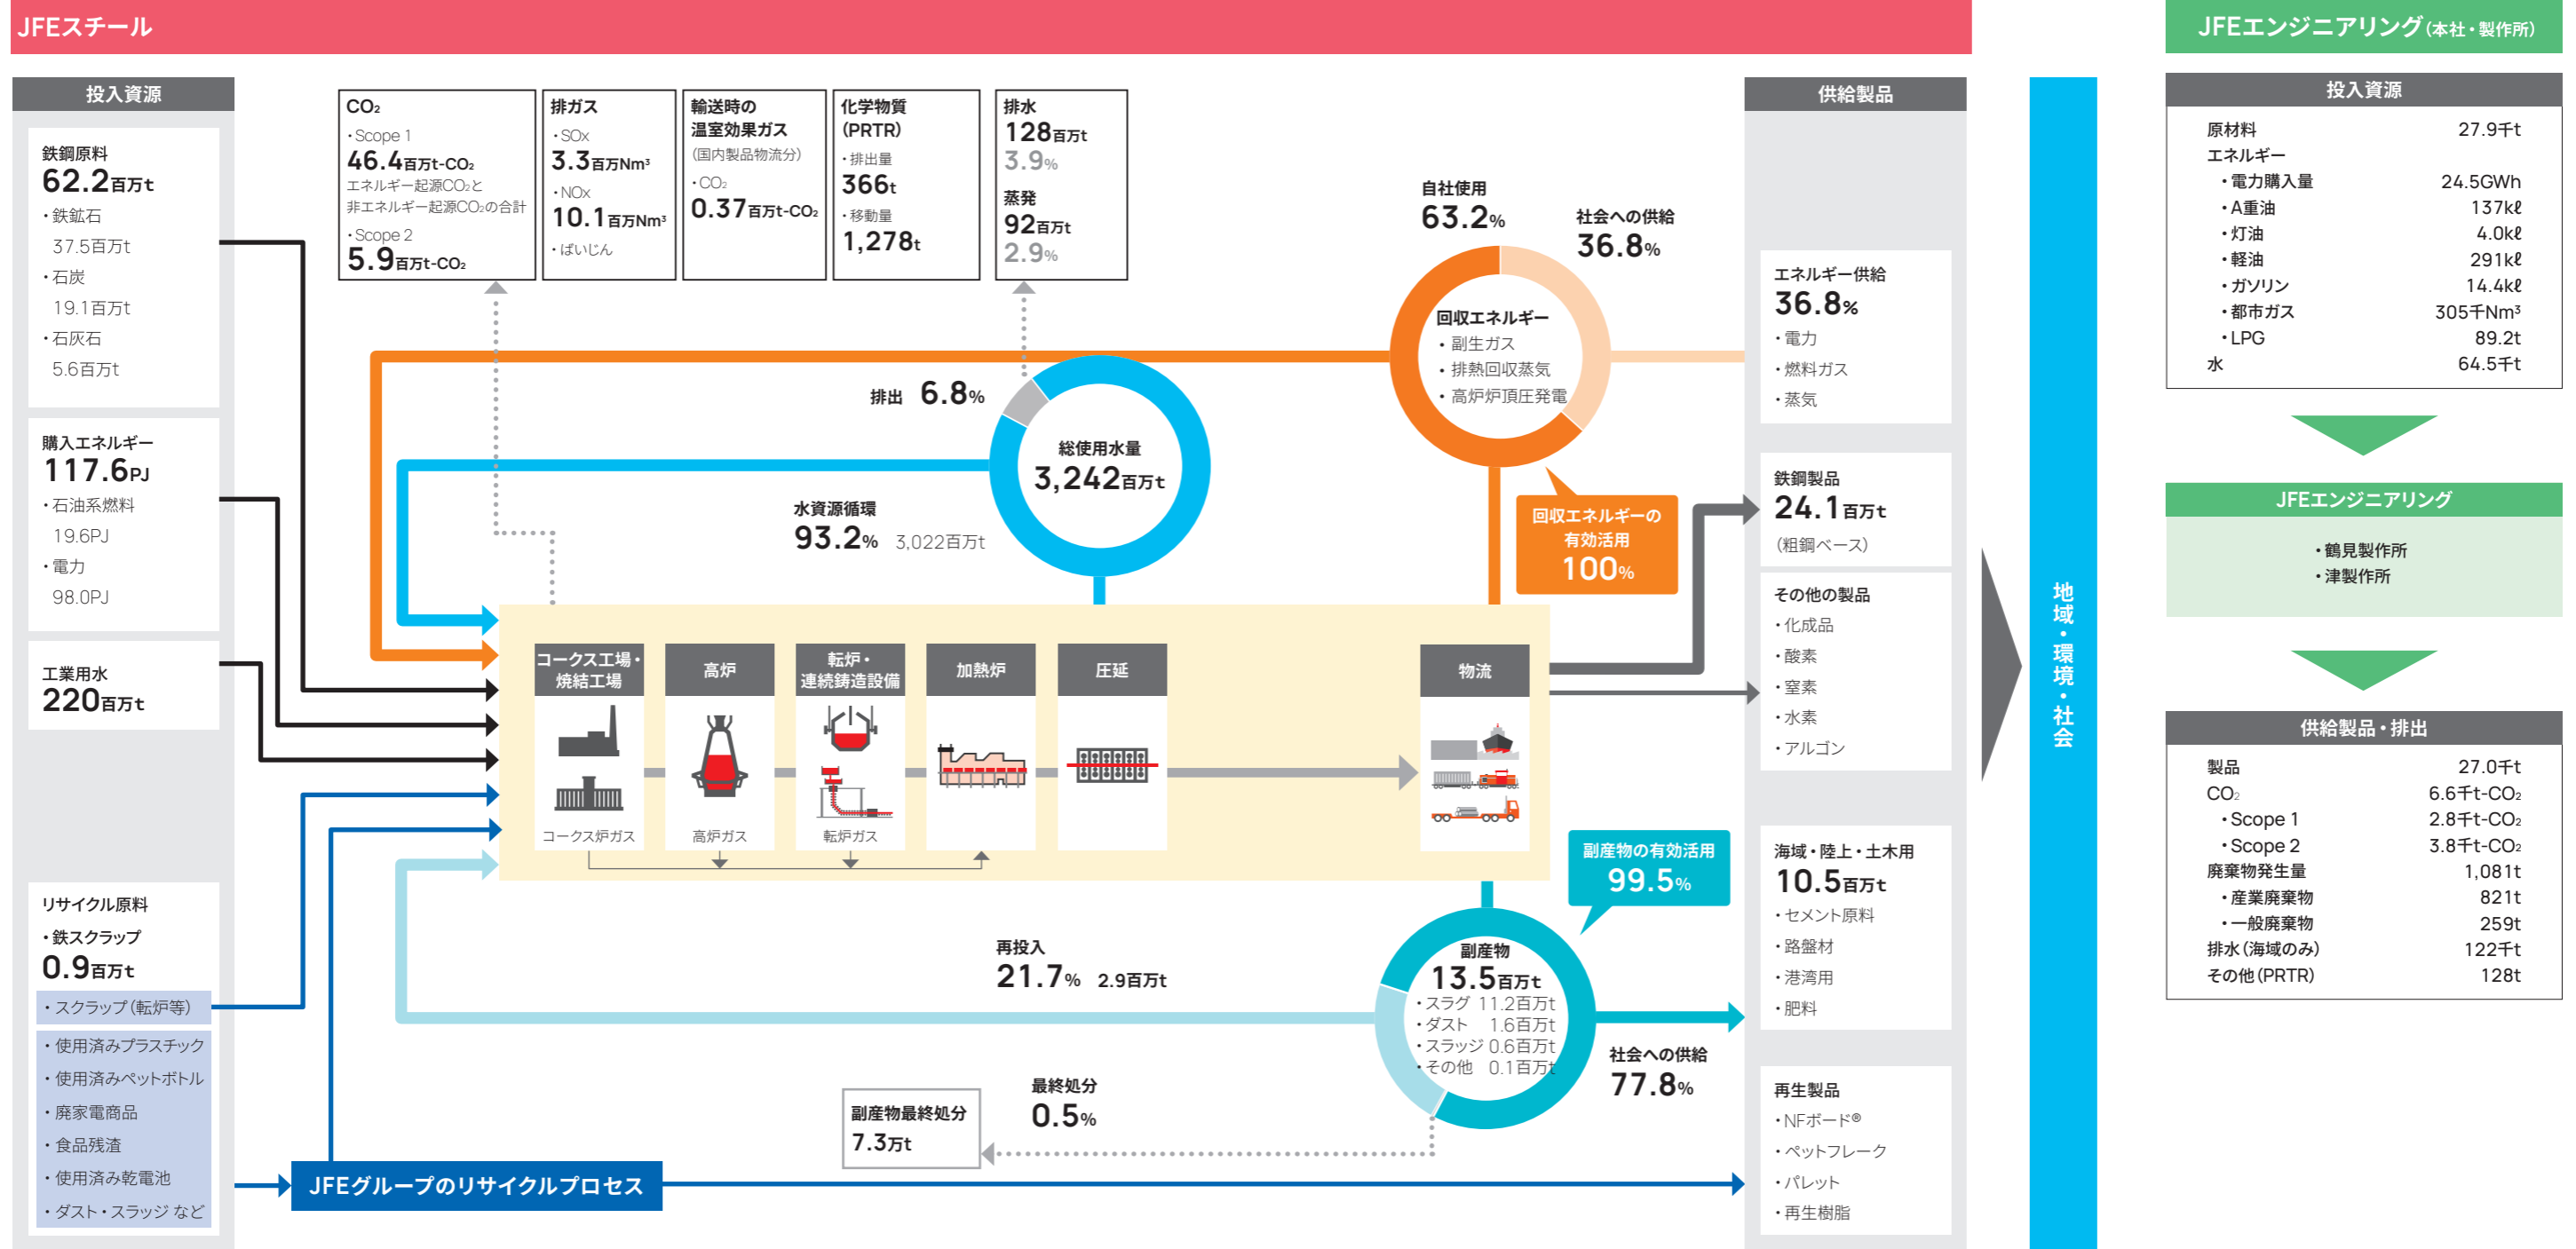 JFEスチール
投入資源
鉄鋼原料
62.2百万t
・鉄鉱石
37.5百万t
・石炭
19.1百万t
・石灰石
5.6百万t
購入エネルギー
117.6PJ
・石油系燃料
19.6PJ
・電力
98.0PJ
工業用水
220百万t
リサイクル原料
・鉄スクラップ
0.9百万t
・スクラップ（転炉等）
・使用済みプラスチック
・使用済みペットボトル
・廃家電商品
・食品残渣
・使用済み乾電池
・ダスト・スラッジ など
CO₂
・Scope 1
46.4百万t-CO₂
エネルギー起源CO₂と
非エネルギー起源CO₂の合計
・Scope 2
5.9百万t-CO₂
排ガス
・SOx
3.3百万Nm³
・NOx
10.1百万Nm³
・ばいじん
輸送時の
温室効果ガス
（国内製品物流分）
・CO₂
0.37百万t-CO₂
化学物質
（PRTR）
・排出量
366t
・移動量
1,278t
排水
128百万t
3.9%
蒸発
92百万t
2.9%
自社使用
63.2%
社会への供給
36.8%
回収エネルギー
・副生ガス
・排熱回収蒸気
・高炉炉頂圧発電
回収エネルギーの
有効活用
100%
排出 6.8%
総使用水量
3,242百万t
水資源循環
93.2% 3,022百万t
コークス工場・
焼結工場
コークス炉ガス
高炉
高炉ガス
転炉・
連続鋳造設備
転炉ガス
加熱炉
圧延
物流
副産物の有効活用
99.5%
再投入
21.7% 2.9百万t
副産物
13.5百万t
・スラグ 11.2百万t
・ダスト 1.6百万t
・スラッジ 0.6百万t
・その他 0.1百万t
社会への供給
77.8%
最終処分
0.5%
副産物最終処分
7.3万t
JFEグループのリサイクルプロセス
供給製品
エネルギー供給
36.8%
・電力
・燃料ガス
・蒸気
鉄鋼製品
24.1百万t
（粗鋼ベース）
その他の製品
・化成品
・酸素
・窒素
・水素
・アルゴン
海域・陸上・土木用
10.5百万t
・セメント原料
・路盤材
・港湾用
・肥料
再生製品
・NFボード®
・ペットフレーク
・パレット
・再生樹脂
地域・環境・社会
JFEエンジニアリング（本社・製作所）
投入資源
原材料 27.9千t
エネルギー
・電力購入量 24.5GWh
・A重油 137kℓ
・灯油 4.0kℓ
・軽油 291kℓ
・ガソリン 14.4kℓ
・都市ガス 305千Nm³
・LPG 89.2t
水 64.5千t
JFEエンジニアリング
・鶴見製作所
・津製作所
供給製品・排出
製品 27.0千t
CO₂ 6.6千t-CO₂
・Scope 1 2.8千t-CO₂
・Scope 2 3.8千t-CO₂
廃棄物発生量 1,081t
・産業廃棄物 821t
・一般廃棄物 259t
排水（海域のみ） 122千t
その他（PRTR） 128t